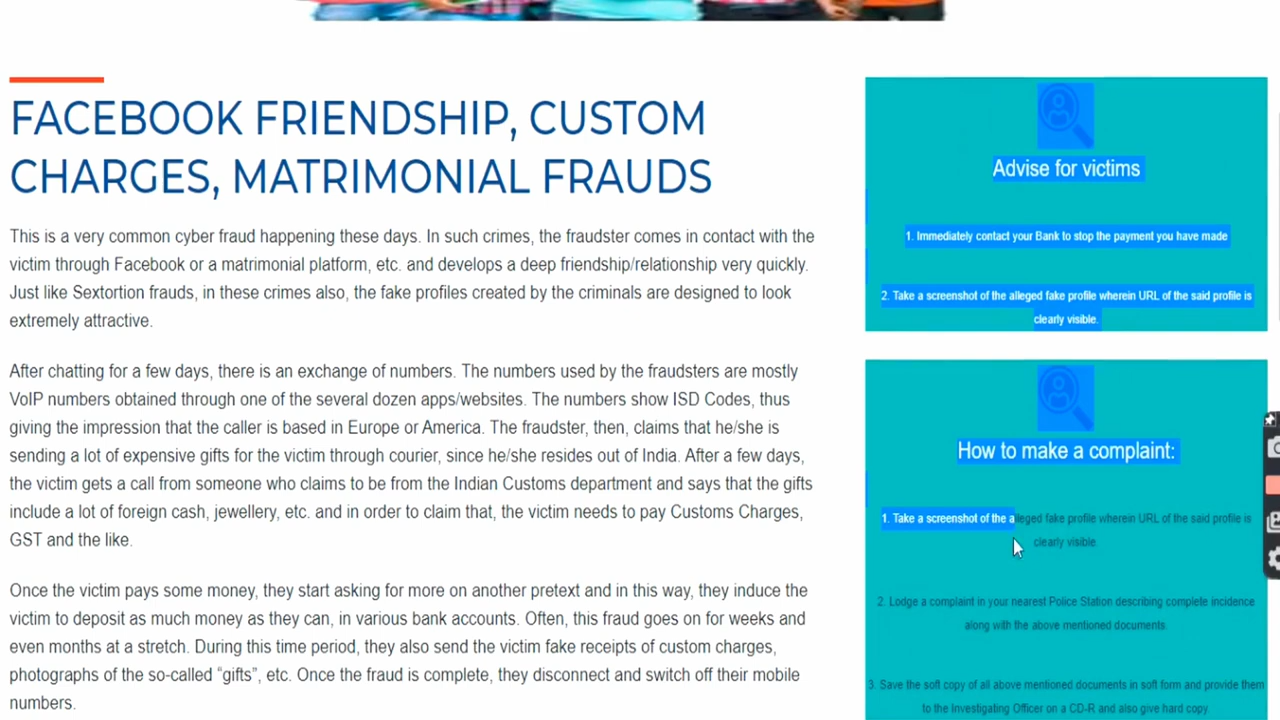 FACEBOOK FRIENDSHIP, CUSTOM
CHARGES, MATRIMONIAL FRAUDS
This is a very common cyber fraud happening these days. In such crimes, the fraudster comes in contact with the
victim through Facebook or a matrimonial platform, etc. and develops a deep friendship/relationship very quickly.
Just like Sextortion frauds, in these crimes also, the fake profiles created by the criminals are designed to look
extremely attractive.
After chatting for a few days, there is an exchange of numbers. The numbers used by the fraudsters are mostly
VoIP numbers obtained through one of the several dozen apps/websites. The numbers show ISD Codes, thus
giving the impression that the caller is based in Europe or America. The fraudster, then, claims that he/she is
sending a lot of expensive gifts for the victim through courier, since he/she resides out of India. After a few days,
the victim gets a call from someone who claims to be from the Indian Customs department and says that the gifts
include a lot of foreign cash, jewellery, etc. and in order to claim that, the victim needs to pay Customs Charges,
GST and the like.
Once the victim pays some money, they start asking for more on another pretext and in this way, they induce the
victim to deposit as much money as they can, in various bank accounts. Often, this fraud goes on for weeks and
even months at a stretch. During this time period, they also send the victim fake receipts of custom charges,
photographs of the so-called “gifts”, etc. Once the fraud is complete, they disconnect and switch off their mobile
numbers.
Advise for victims
1. Immediately contact your Bank to stop the payment you have made
2. Take a screenshot of the alleged fake profile wherein URL of the said profile is
clearly visible.
How to make a complaint:
1. Take a screenshot of the alleged fake profile wherein URL of the said profile is
clearly visible.
2. Lodge a complaint in your nearest Police Station describing complete incidence
along with the above mentioned documents.
3. Save the soft copy of all above mentioned documents in soft form and provide them
to the Investigating Officer on a CD-R and also give hard copy.